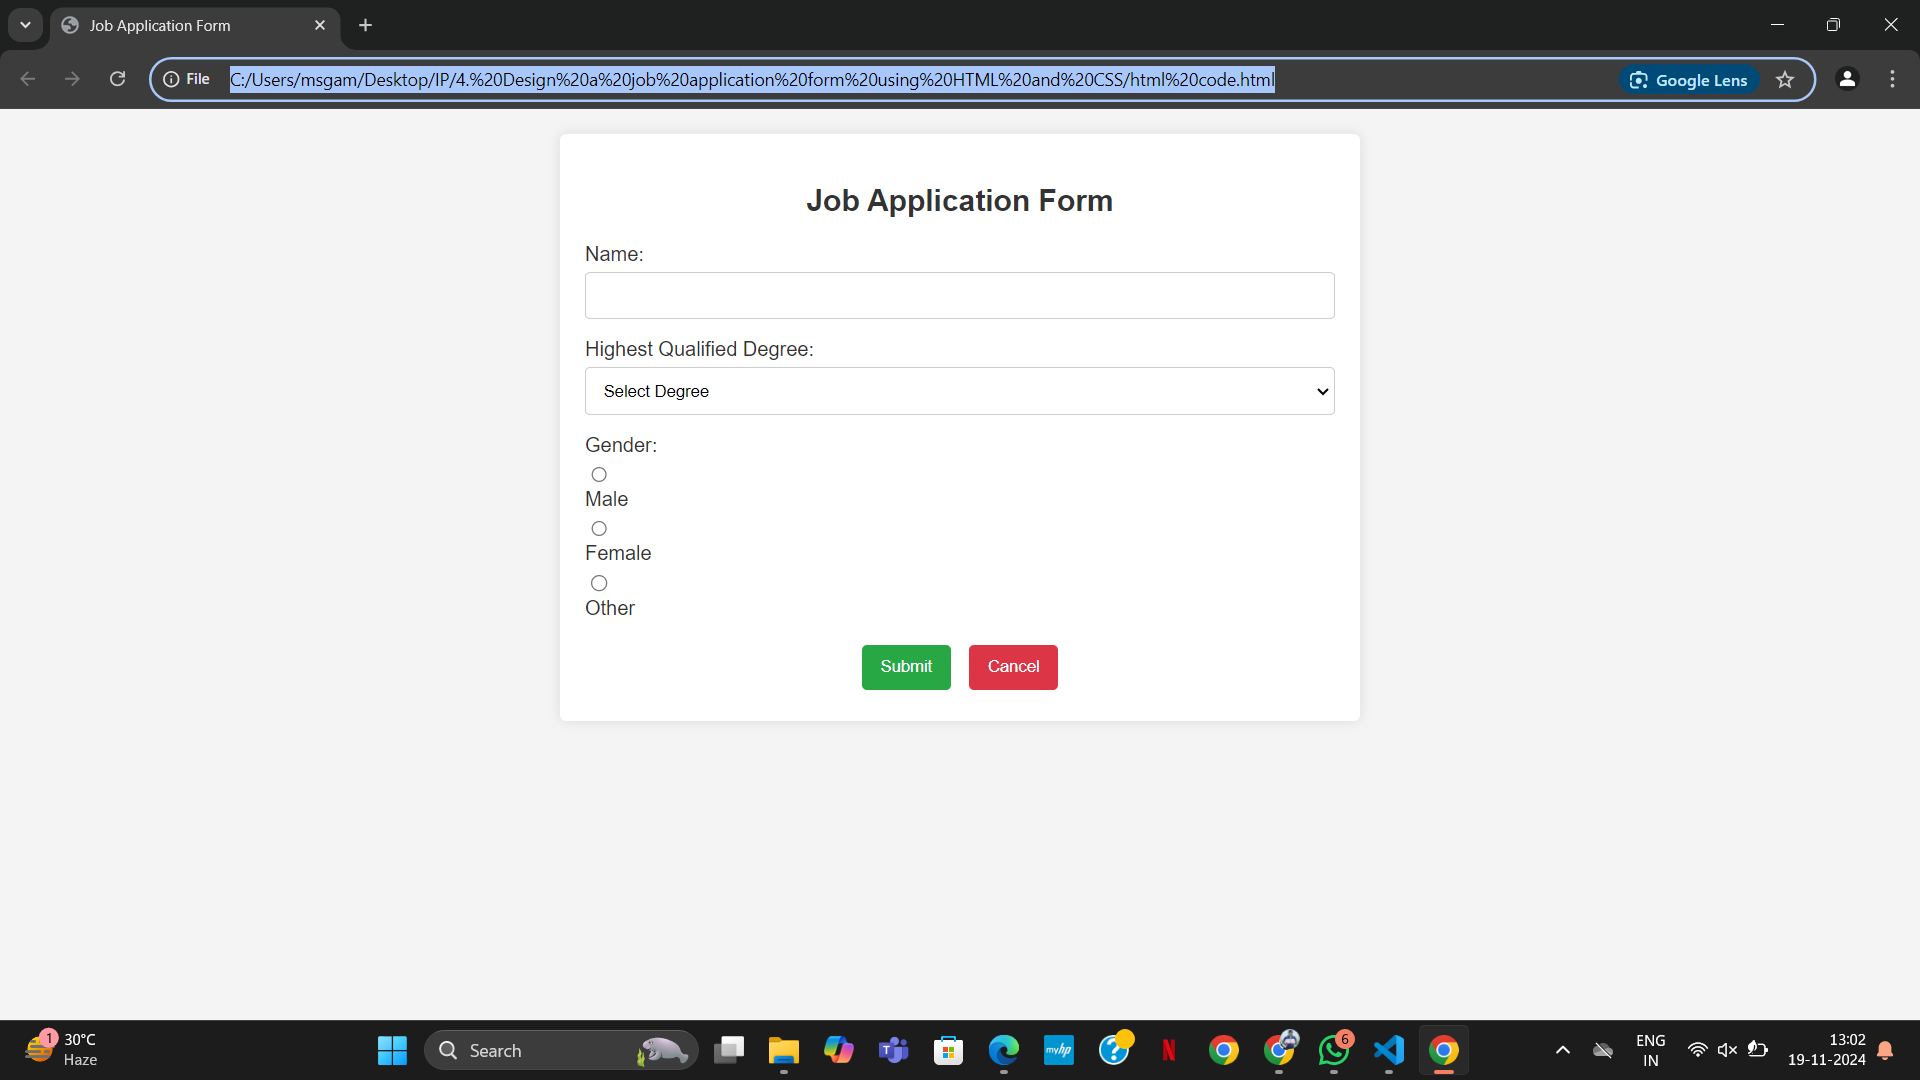 Job Application Form
File C:/Users/msgam/Desktop/IP/4.%20Design%20a%20job%20application%20form%20using%20HTML%20and%20CSS/html%20code.html Google Lens
Job Application Form
Name:
Highest Qualified Degree:
Select Degree
Gender:
Male
Female
Other
Submit Cancel
1 30°C
Haze
Search
myhp
6
ENG
IN
13:02
19-11-2024